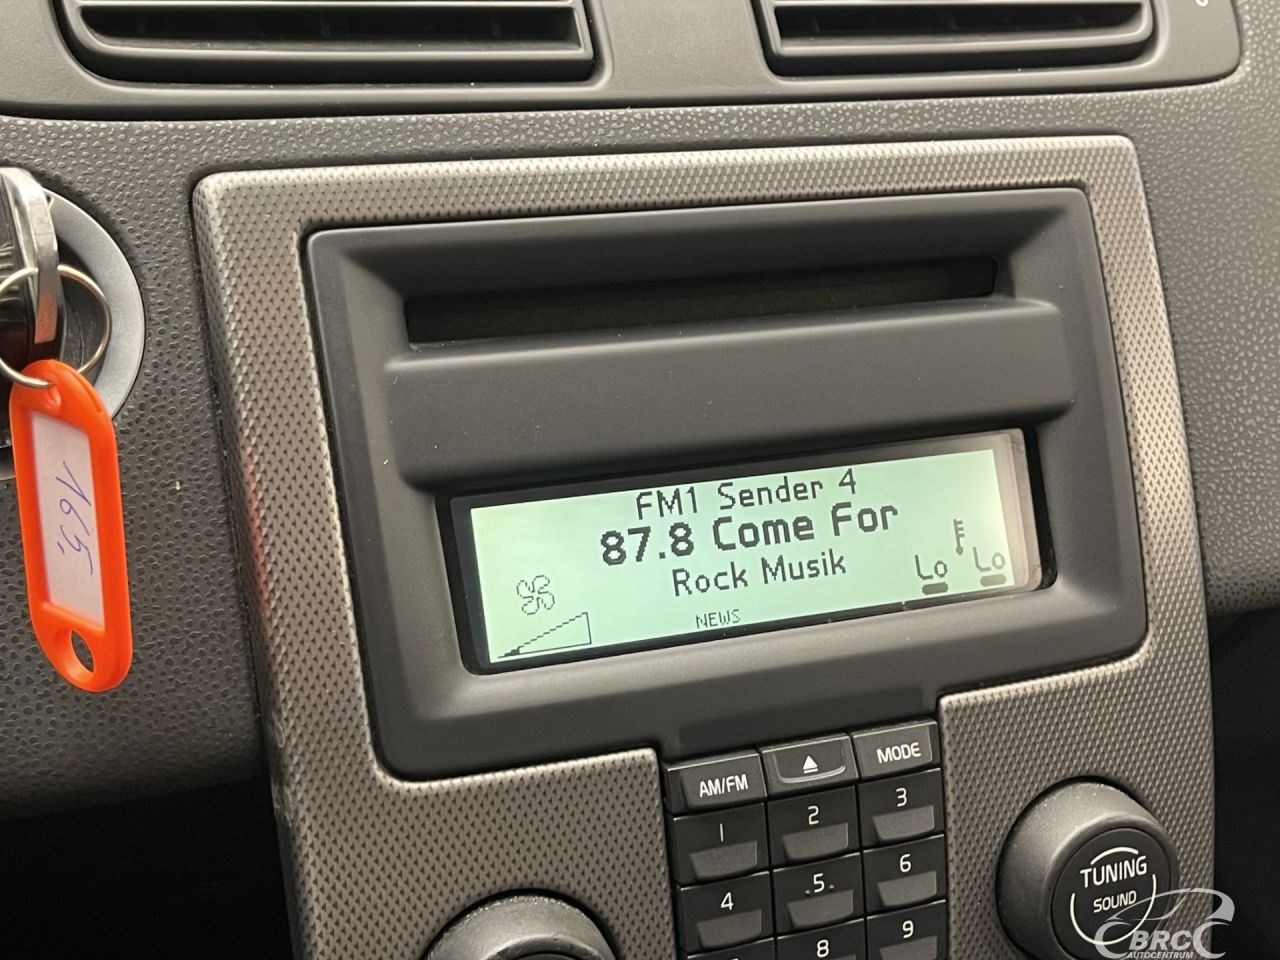 FM1 Sender 4
87.8 Come For
Rock Musik
Lo Lo
NEWS
165.
AM/FM
MODE
1 2 3
4 .5. 6
8 9
TUNING
SOUND
BRC
AUTOCENTRUM